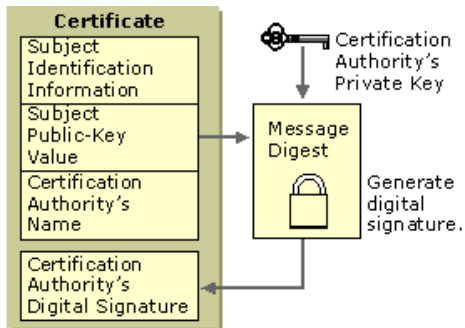 Certificate
Subject
Identification
Information
Subject
Public-Key
Value
Certification
Authority's
Name
Certification
Authority's
Digital Signature
Certification
Authority's
Private Key
Message
Digest
Generate
digital
signature.